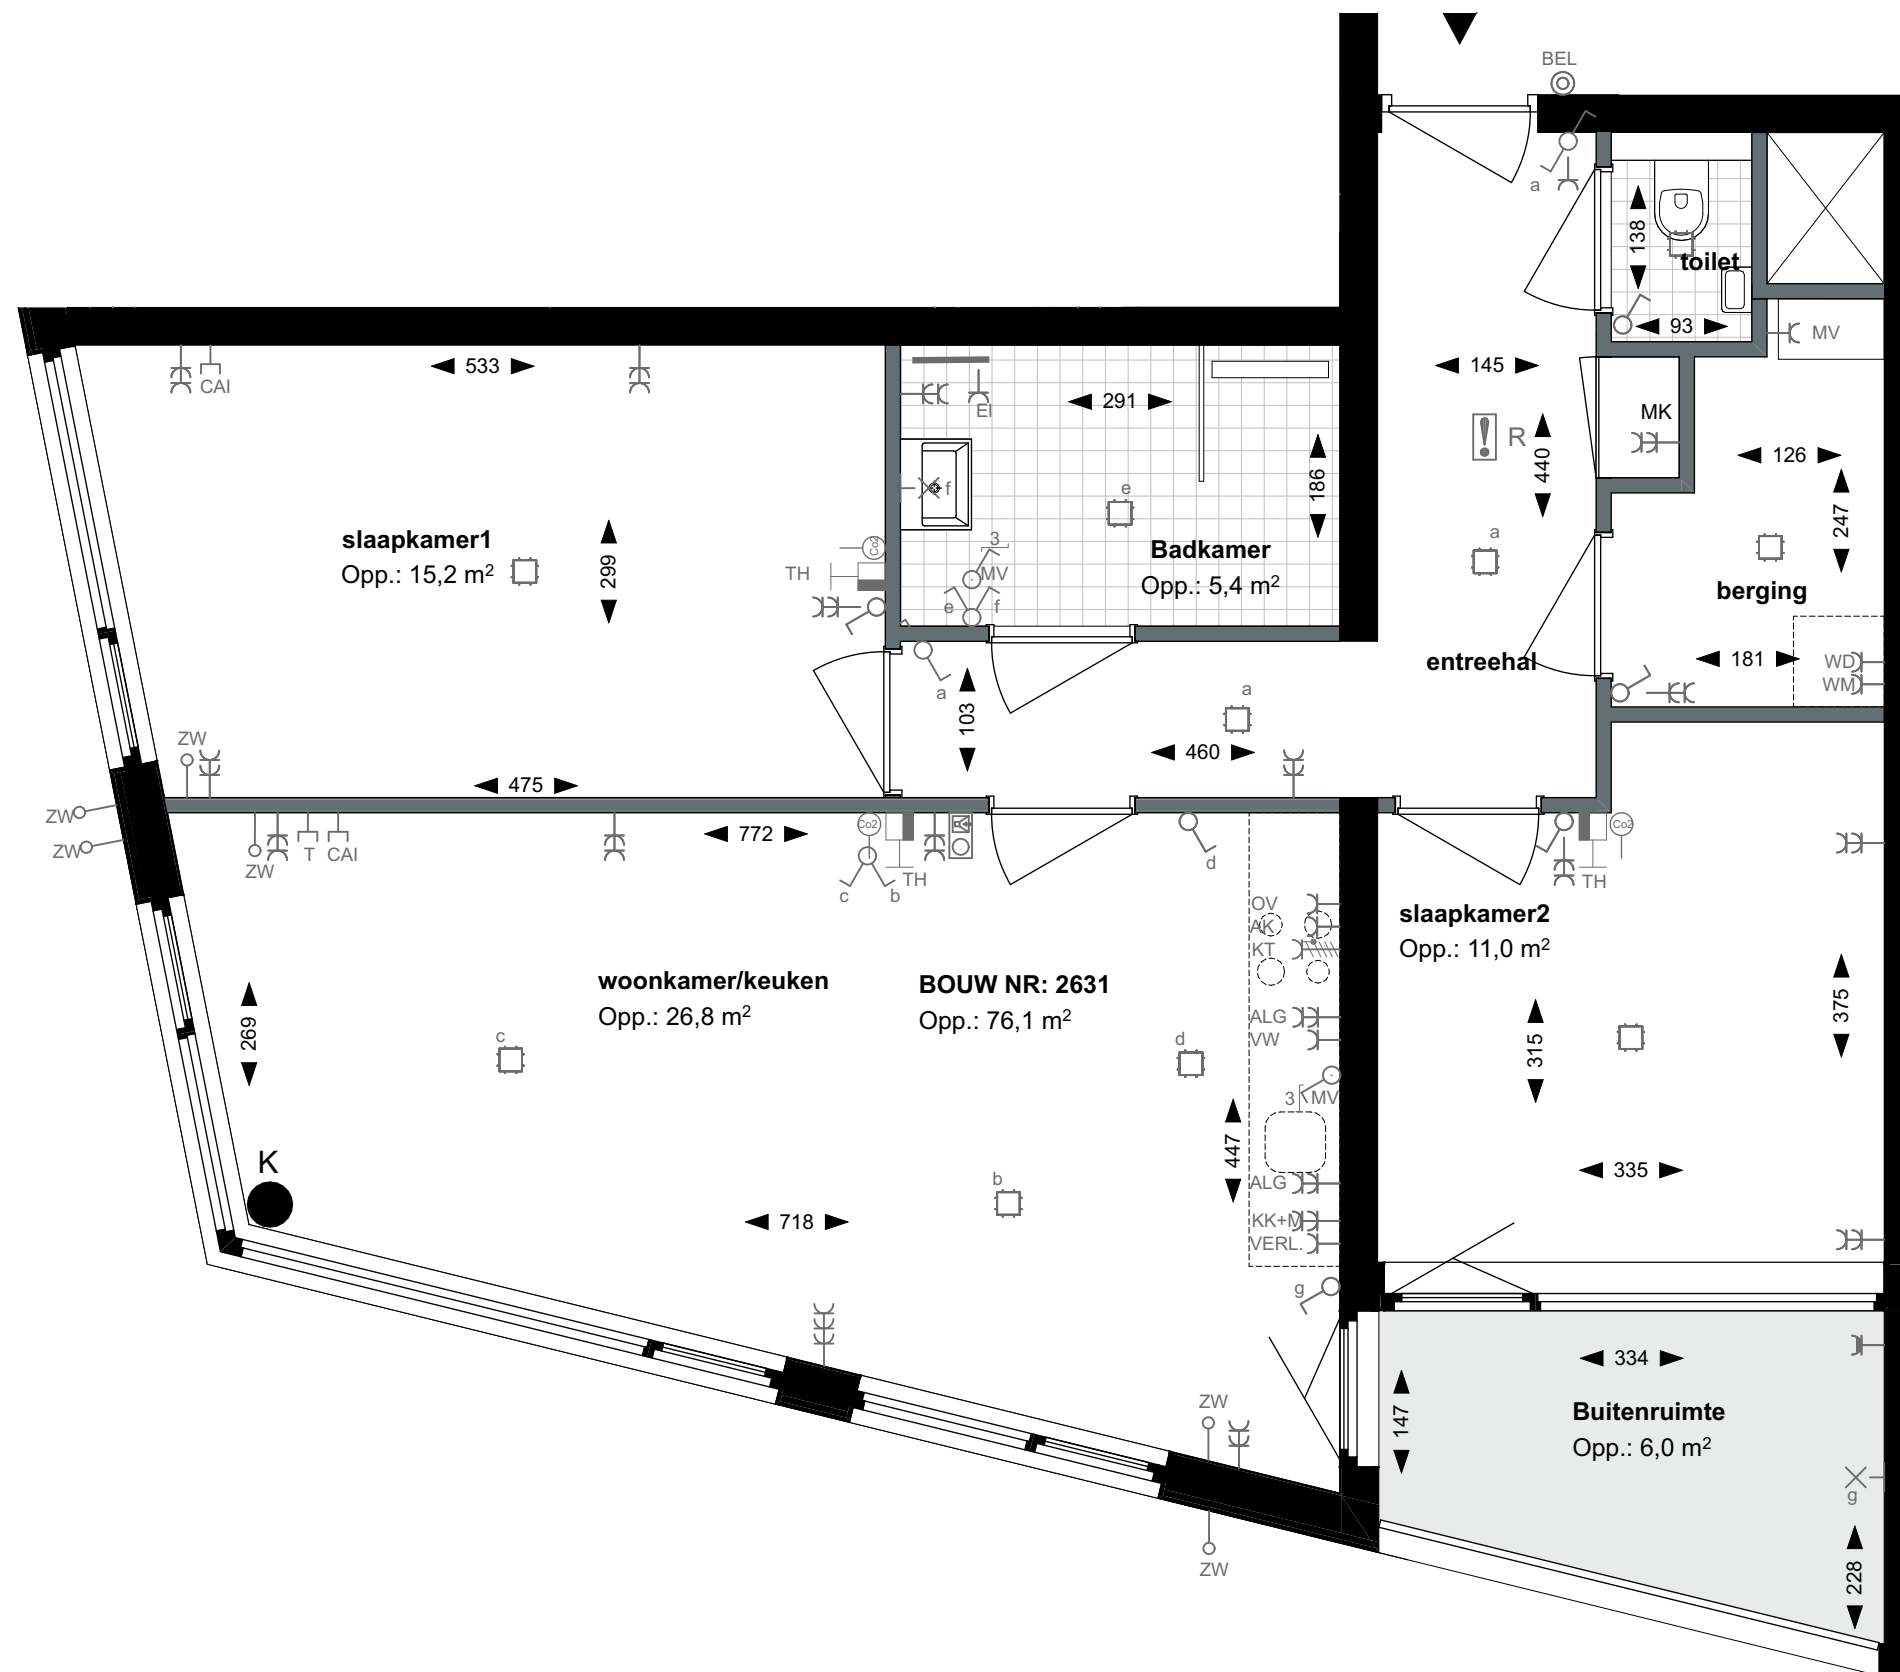 BEL
a
138
toilet
93
MV
533
CAI
291
EI
145
MK
R
440
126
186
247
f
e
slaapkamer1
Opp.: 15,2 m²
299
Co2
TH
3
MV
e
f
Badkamer
Opp.: 5,4 m²
a
berging
entreehal
181
WD
WM
a
103
a
460
ZW
475
ZW
ZW
ZW
T
CAI
772
Co2
TH
c
b
d
Co2
TH
OV
AK
KT
slaapkamer2
Opp.: 11,0 m²
woonkamer/keuken
Opp.: 26,8 m²
BOUW NR: 2631
Opp.: 76,1 m²
269
c
d
ALG
VW
315
375
3
MV
447
K
b
ALG
335
718
KK+M
VERL.
g
334
147
Buitenruimte
Opp.: 6,0 m²
ZW
g
ZW
228